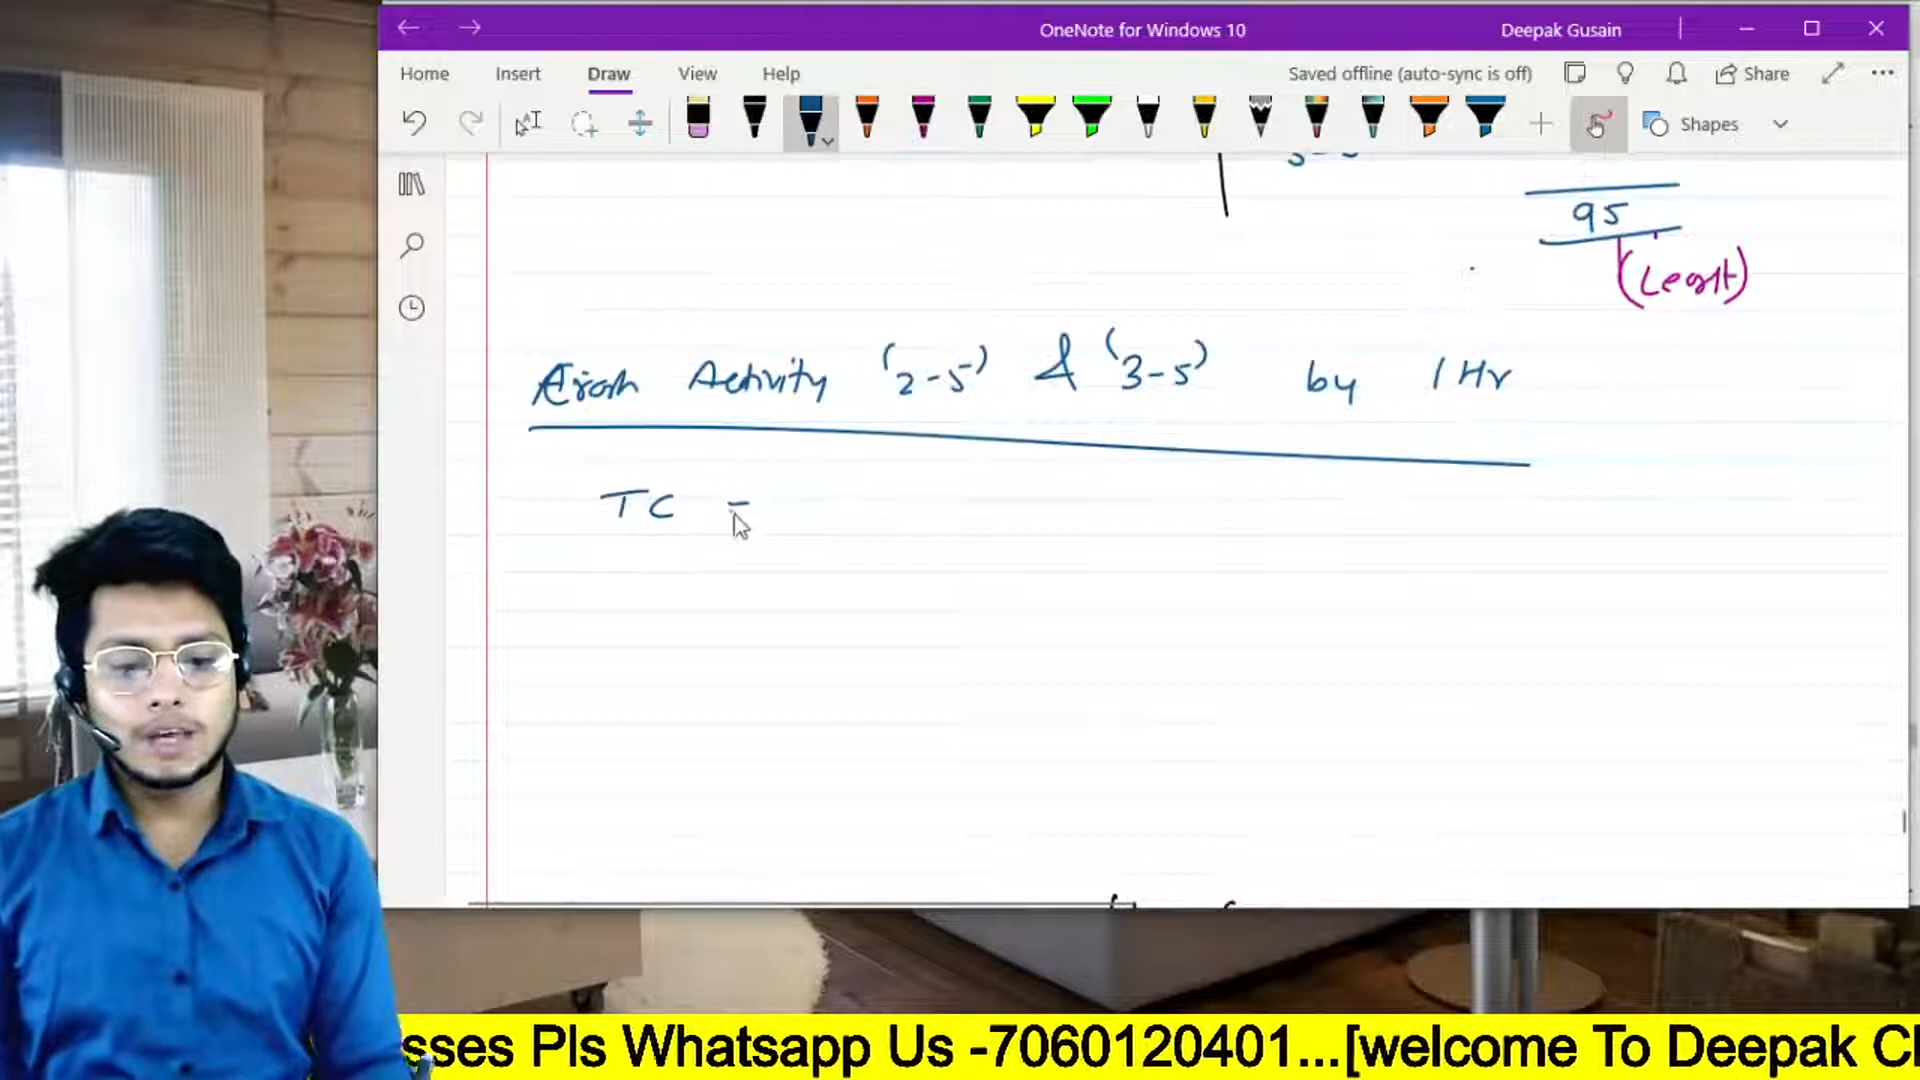 OneNote for Windows 10
Deepak Gusain
Home Insert Draw View Help
Saved offline (auto-sync is off) Share
Shapes
95
(Least)
Crash Activity (2-5) & (3-5) by 1 Hr
TC =
sses Pls Whatsapp Us -7060120401...[welcome To Deepak Cl